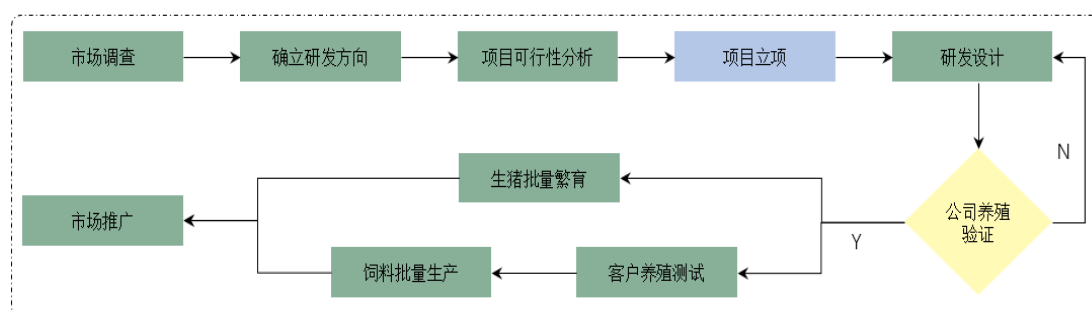 市场调查
确立研发方向
项目可行性分析
项目立项
研发设计
N
生猪批量繁育
市场推广
公司养殖
验证
Y
饲料批量生产
客户养殖测试